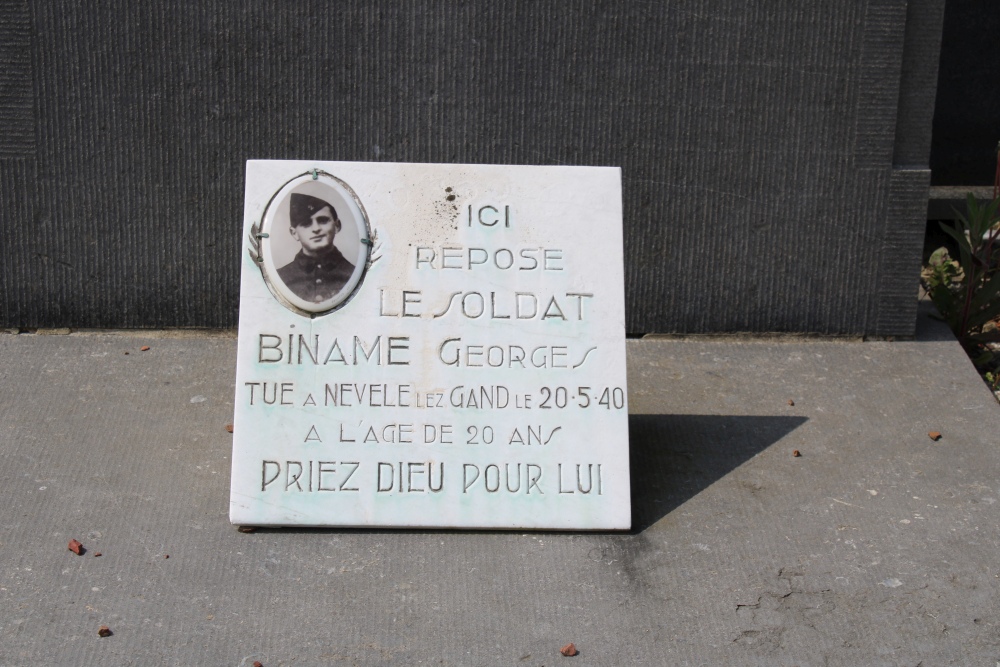 ICI
REPOSE
LE SOLDAT
BINAME GEORGES
TUE A NEVELE LEZ GAND LE 20·5·40
A L'AGE DE 20 ANS
PRIEZ DIEU POUR LUI